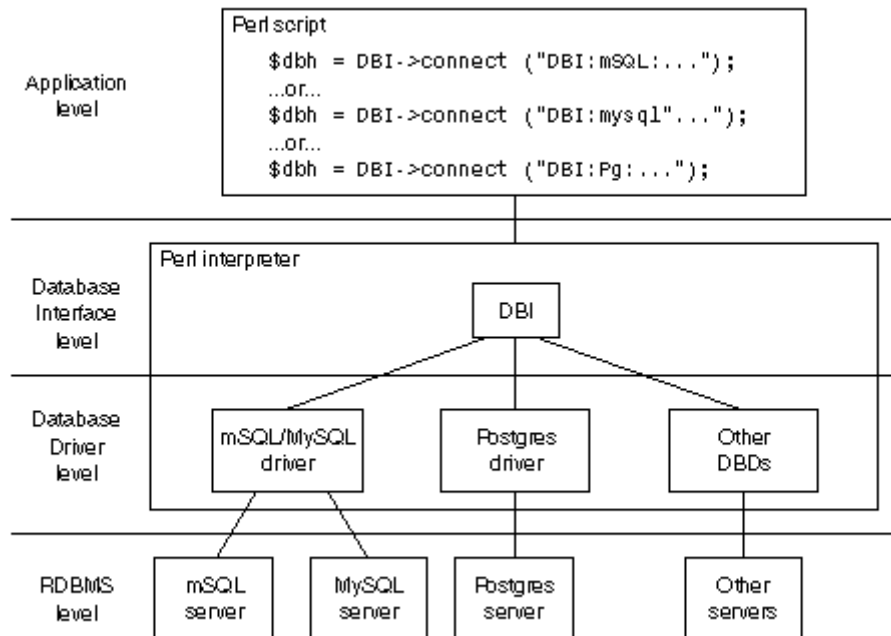 Perl script
$dbh = DBI->connect ("DBI:mSQL:...");
...or...
$dbh = DBI->connect ("DBI:mysql"...");
...or...
$dbh = DBI->connect ("DBI:Pg:...");
Application
level
Perl interpreter
Database
Interface
level
DBI
Database
Driver
level
mSQL/MySQL
driver
Postgres
driver
Other
DBDs
RDBMS
level
mSQL
server
MySQL
server
Postgres
server
Other
servers